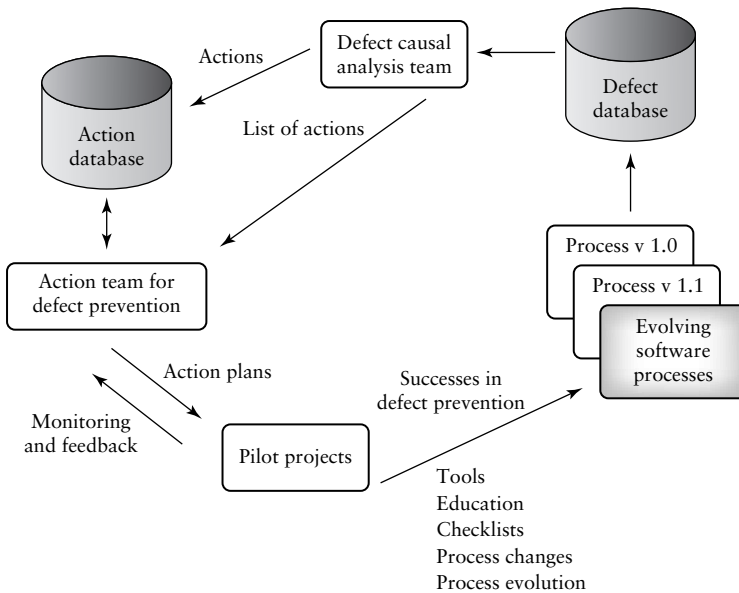 Defect causal
analysis team
Defect
database
Actions
Action
database
List of actions
Process v 1.0
Process v 1.1
Evolving
software
processes
Action team for
defect prevention
Action plans
Monitoring
and feedback
Pilot projects
Successes in
defect prevention
Tools
Education
Checklists
Process changes
Process evolution